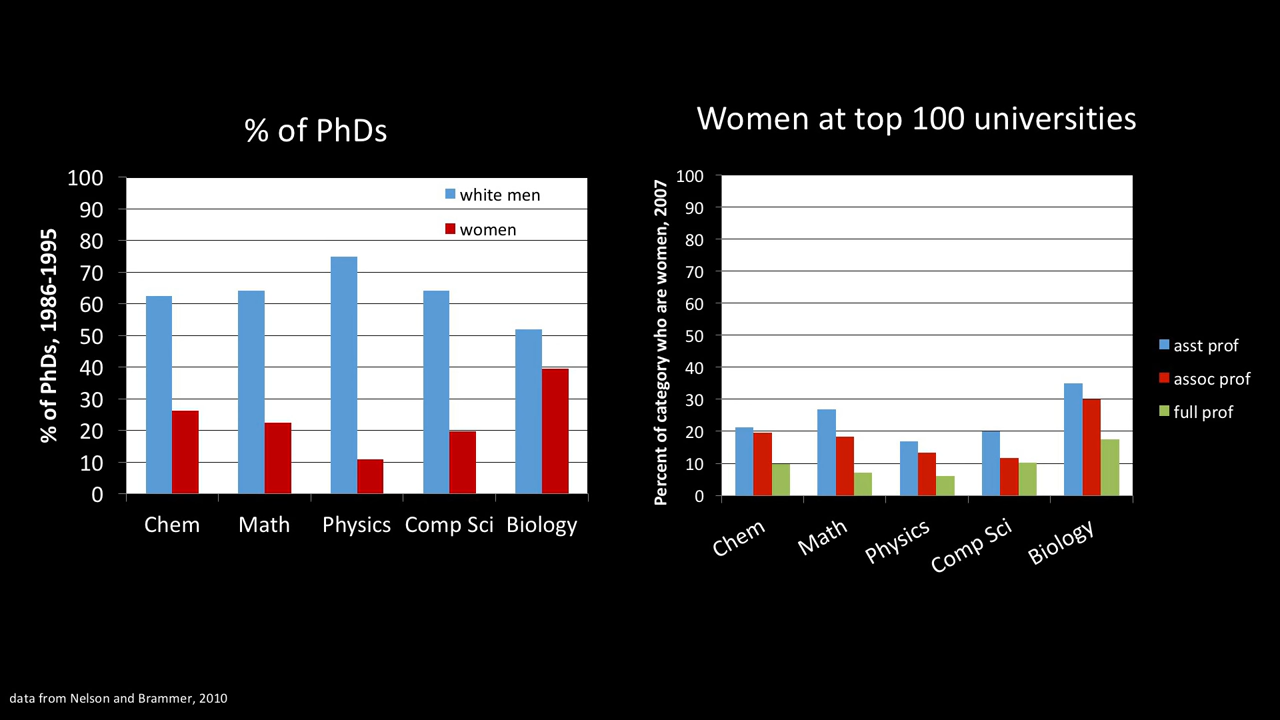 % of PhDs
% of PhDs, 1986-1995
100
90
80
70
60
50
40
30
20
10
0
white men
women
Chem Math Physics Comp Sci Biology
Women at top 100 universities
Percent of category who are women, 2007
100
90
80
70
60
50
40
30
20
10
0
Chem Math Physics Comp Sci Biology
asst prof
assoc prof
full prof
data from Nelson and Brammer, 2010